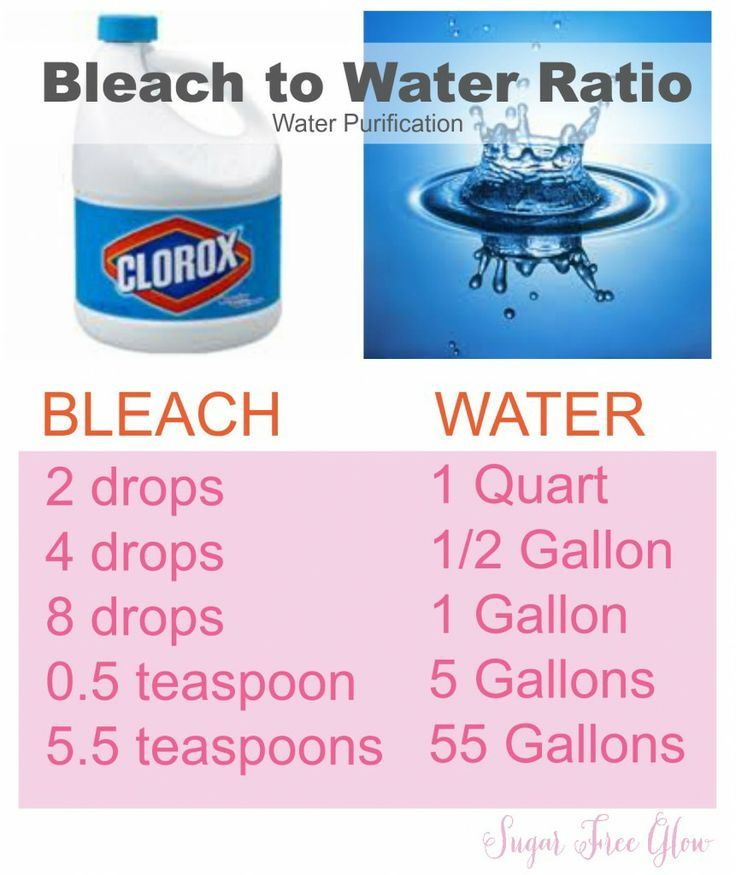 Bleach to Water Ratio
Water Purification
CLOROX
BLEACH WATER
2 drops 1 Quart
4 drops 1/2 Gallon
8 drops 1 Gallon
0.5 teaspoon 5 Gallons
5.5 teaspoons 55 Gallons
Sugar Free Glow